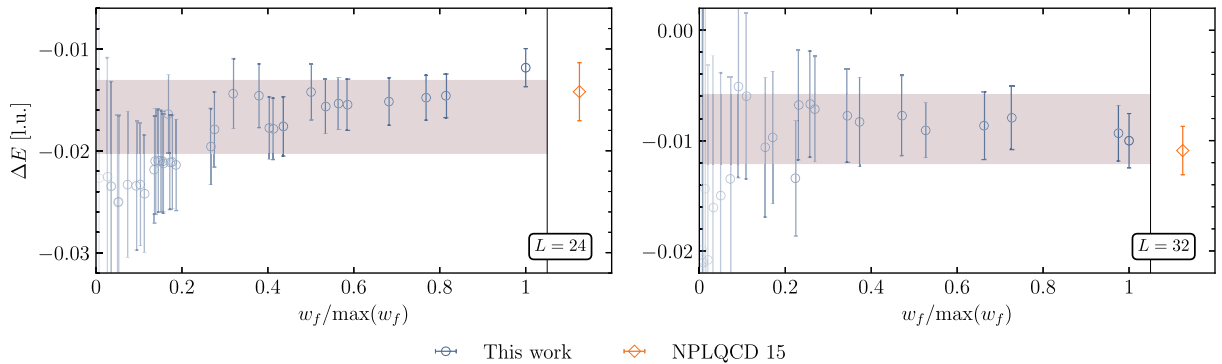 −0.01
−0.02
−0.03
ΔE [l.u.]
0 0.2 0.4 0.6 0.8 1
w_f/max(w_f)
L = 24
0.00
−0.01
−0.02
0 0.2 0.4 0.6 0.8 1
w_f/max(w_f)
L = 32
This work
NPLQCD 15